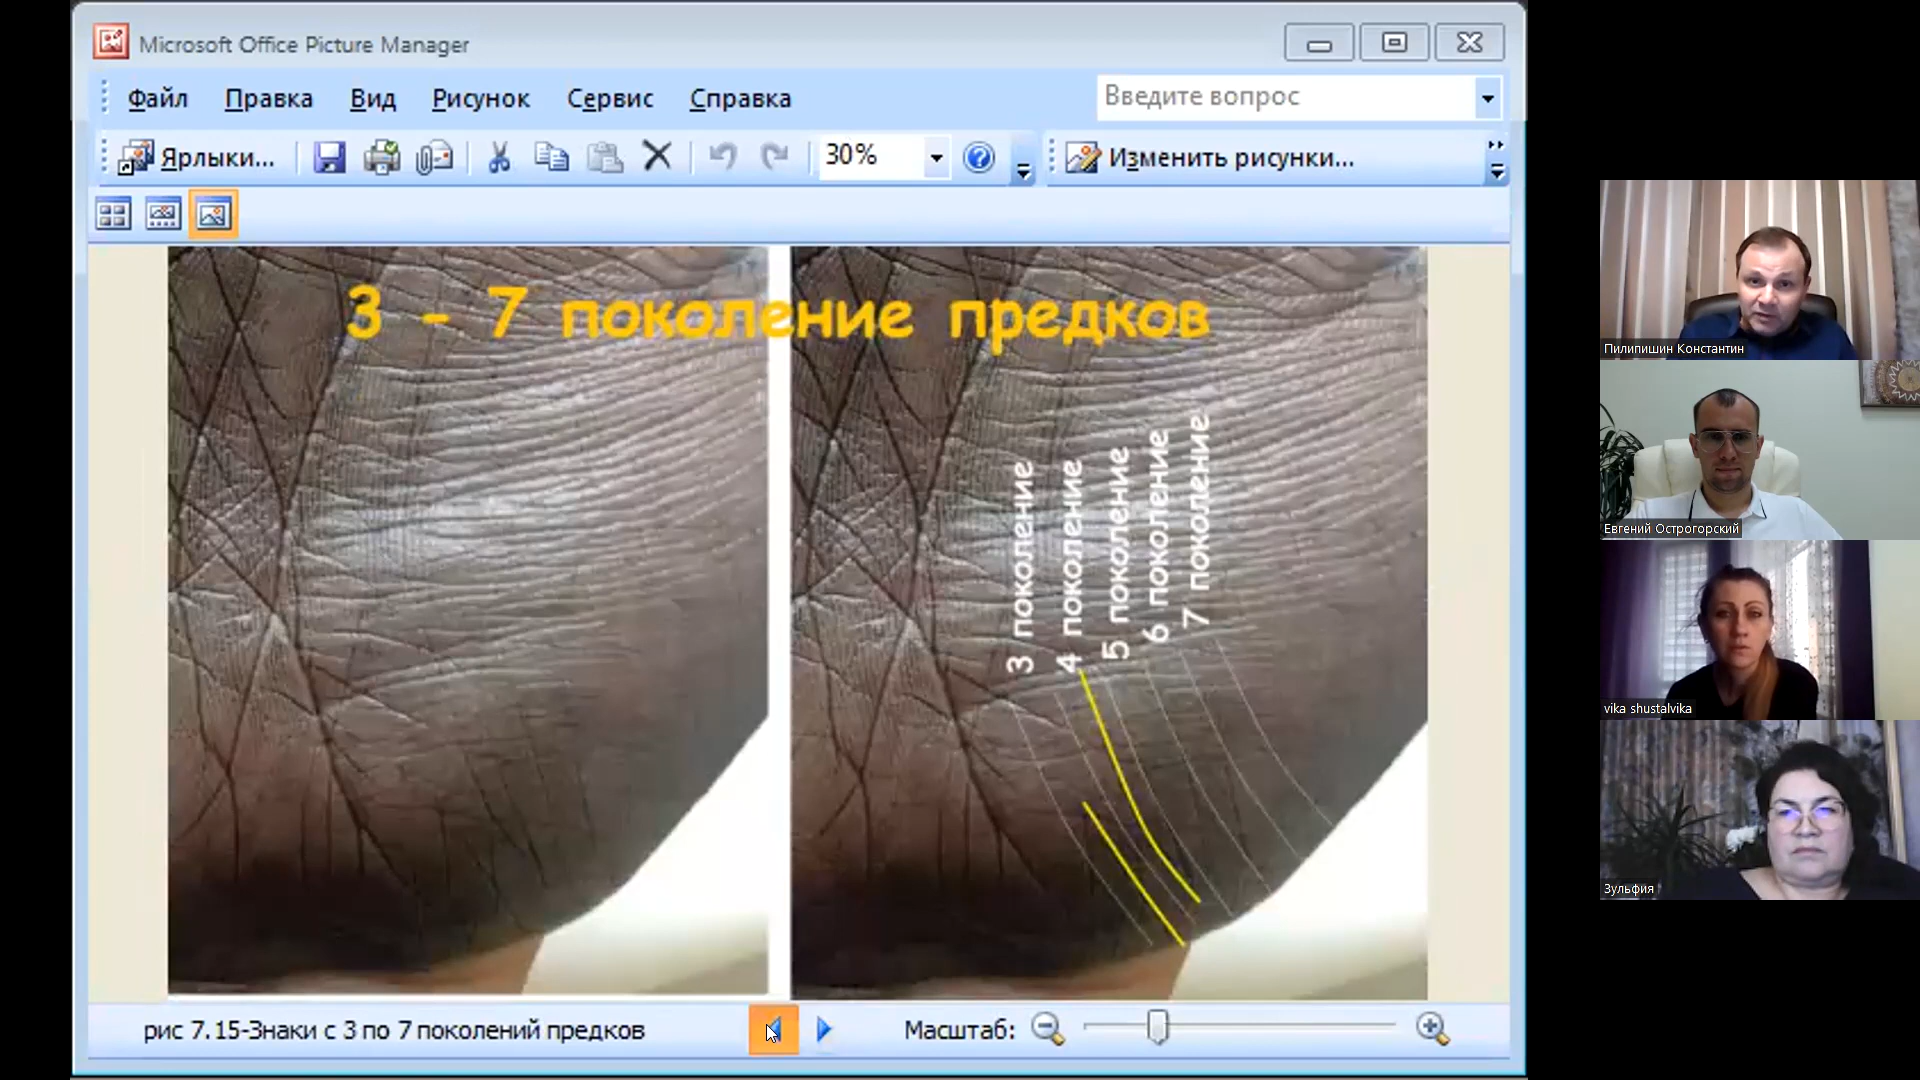 Microsoft Office Picture Manager
Файл Правка Вид Рисунок Сервис Справка
Введите вопрос
Ярлыки...
30%
Изменить рисунки...
3 - 7 поколение предков
3 поколение
4 поколение
5 поколение
6 поколение
7 поколение
рис 7.15-Знаки с 3 по 7 поколений предков
Масштаб:
Пилипишин Константин
Евгений Острогорский
vika shustalvika
Зульфия